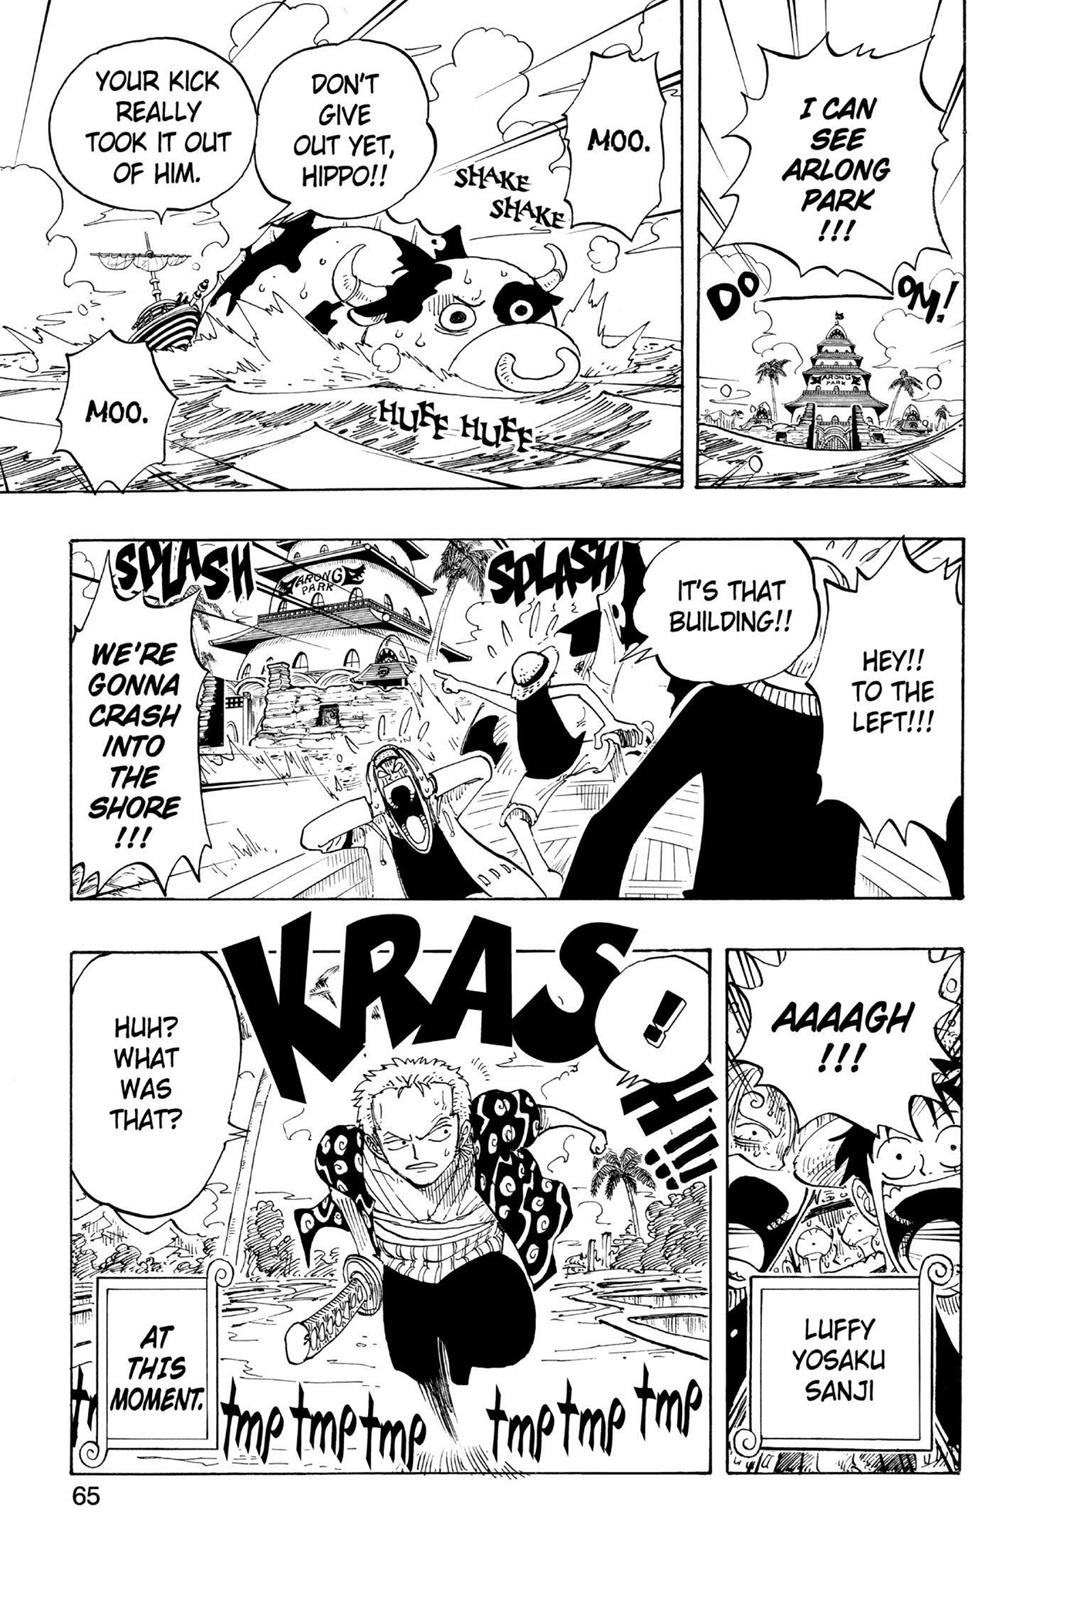 I CAN
SEE
ARLONG
PARK
!!!
DO
OM!
ARLONG
PARK
MOO.
DON'T
GIVE
OUT YET,
HIPPO!!
SHAKE
SHAKE
YOUR KICK
REALLY
TOOK IT OUT
OF HIM.
MOO.
HUFF HUFF
HEY!!
TO THE
LEFT!!!
IT'S THAT
BUILDING!!
SPLASH
SPLASH
ARLONG
PARK
WE'RE
GONNA
CRASH
INTO
THE
SHORE
!!!
AAAAGH
!!!
LUFFY
YOSAKU
SANJI
KRASH!!!
!
HUH?
WHAT
WAS
THAT?
AT
THIS
MOMENT.
tmp tmp tmp tmp tmp tmp tm
65